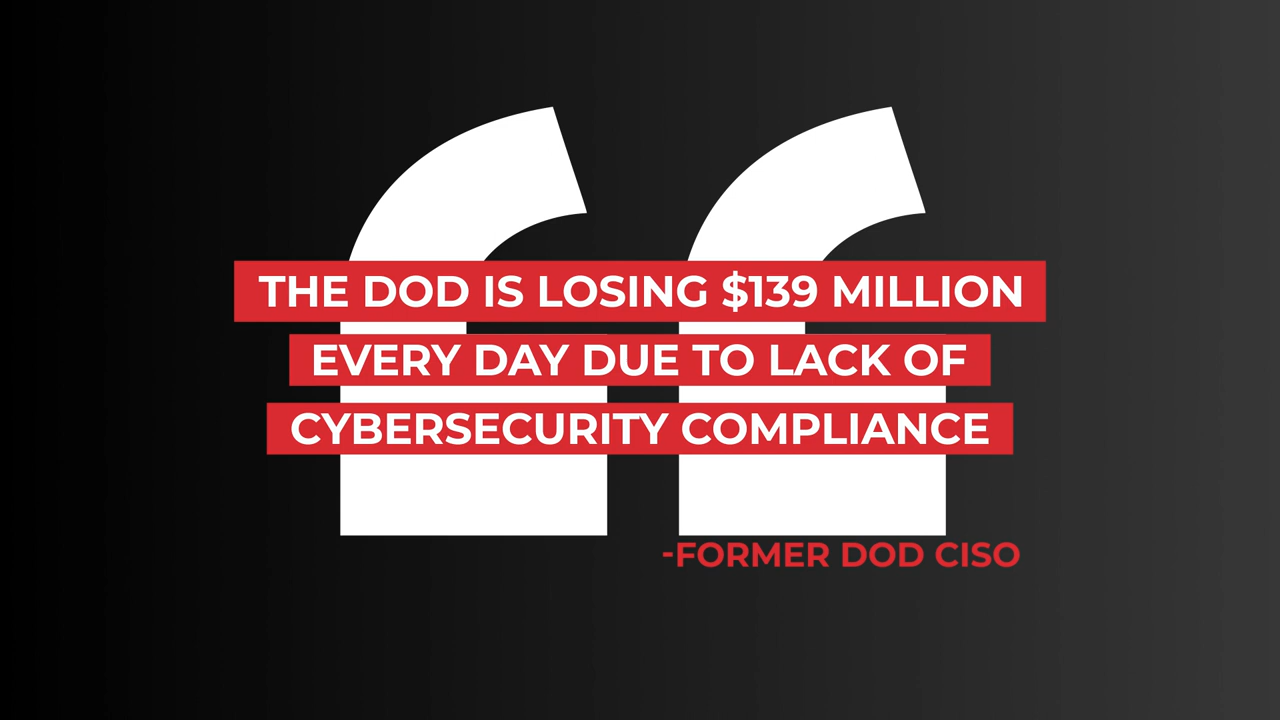 THE DOD IS LOSING $139 MILLION
EVERY DAY DUE TO LACK OF
CYBERSECURITY COMPLIANCE
-FORMER DOD CISO